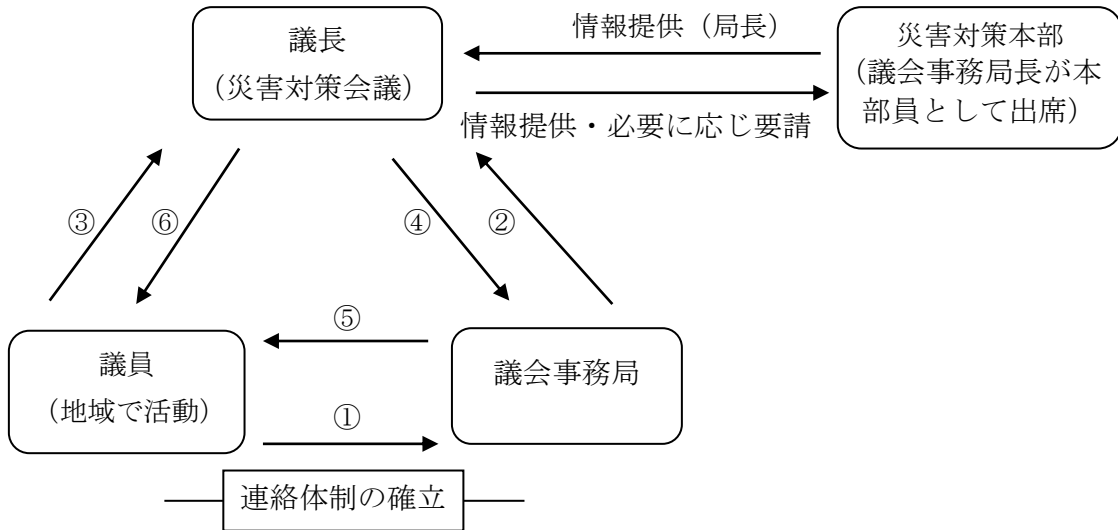 議長
(災害対策会議)
情報提供(局長)
情報提供・必要に応じ要請
災害対策本部
(議会事務局長が本
部員として出席)
③
⑥
④
②
⑤
①
議員
(地域で活動)
議会事務局
連絡体制の確立